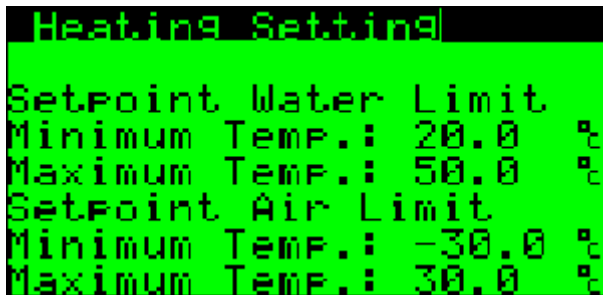 Heating Setting
Setpoint Water Limit
Minimum Temp.: 20.0 ℃
Maximum Temp.: 50.0 ℃
Setpoint Air Limit
Minimum Temp.: -30.0 ℃
Maximum Temp.: 30.0 ℃